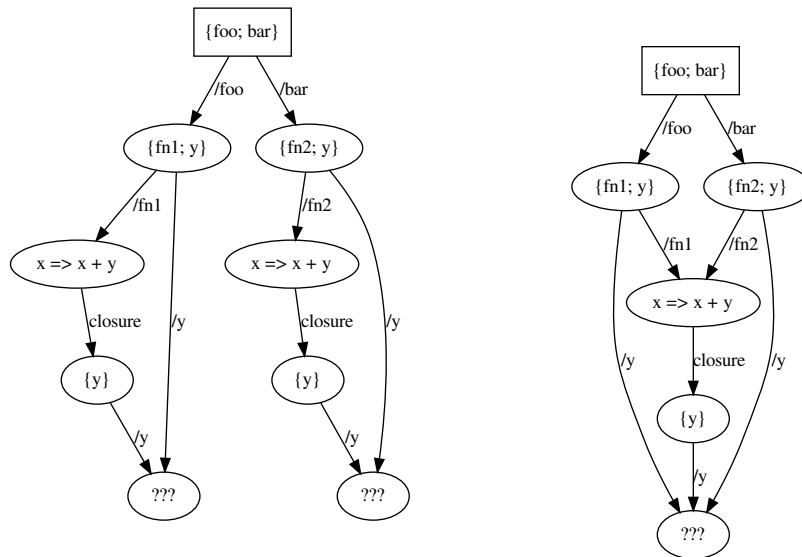 {foo; bar}
/foo
/bar
{fn1; y}
{fn2; y}
/fn1
/fn2
x => x + y
x => x + y
closure
/y
closure
/y
{y}
{y}
/y
/y
???
???
{foo; bar}
/foo
/bar
{fn1; y}
{fn2; y}
/fn1
/fn2
x => x + y
/y
closure
/y
{y}
/y
???